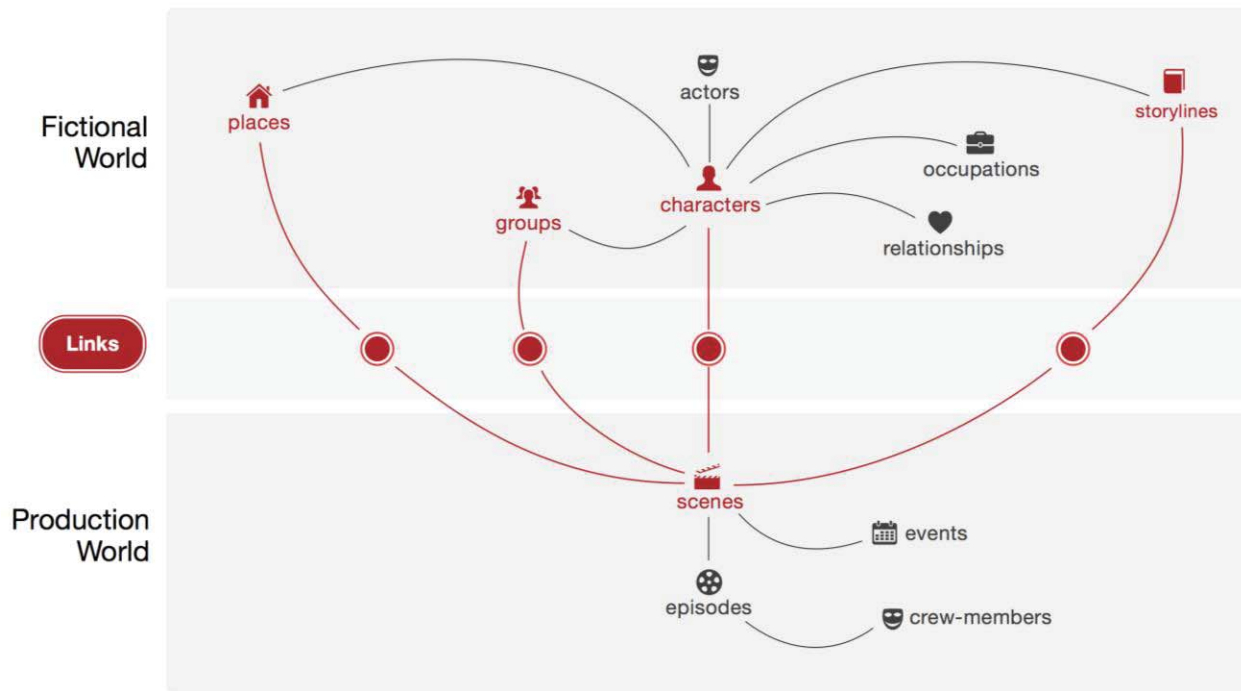 Fictional
World
places
actors
storylines
occupations
characters
groups
relationships
Links
Production
World
scenes
events
episodes
crew-members